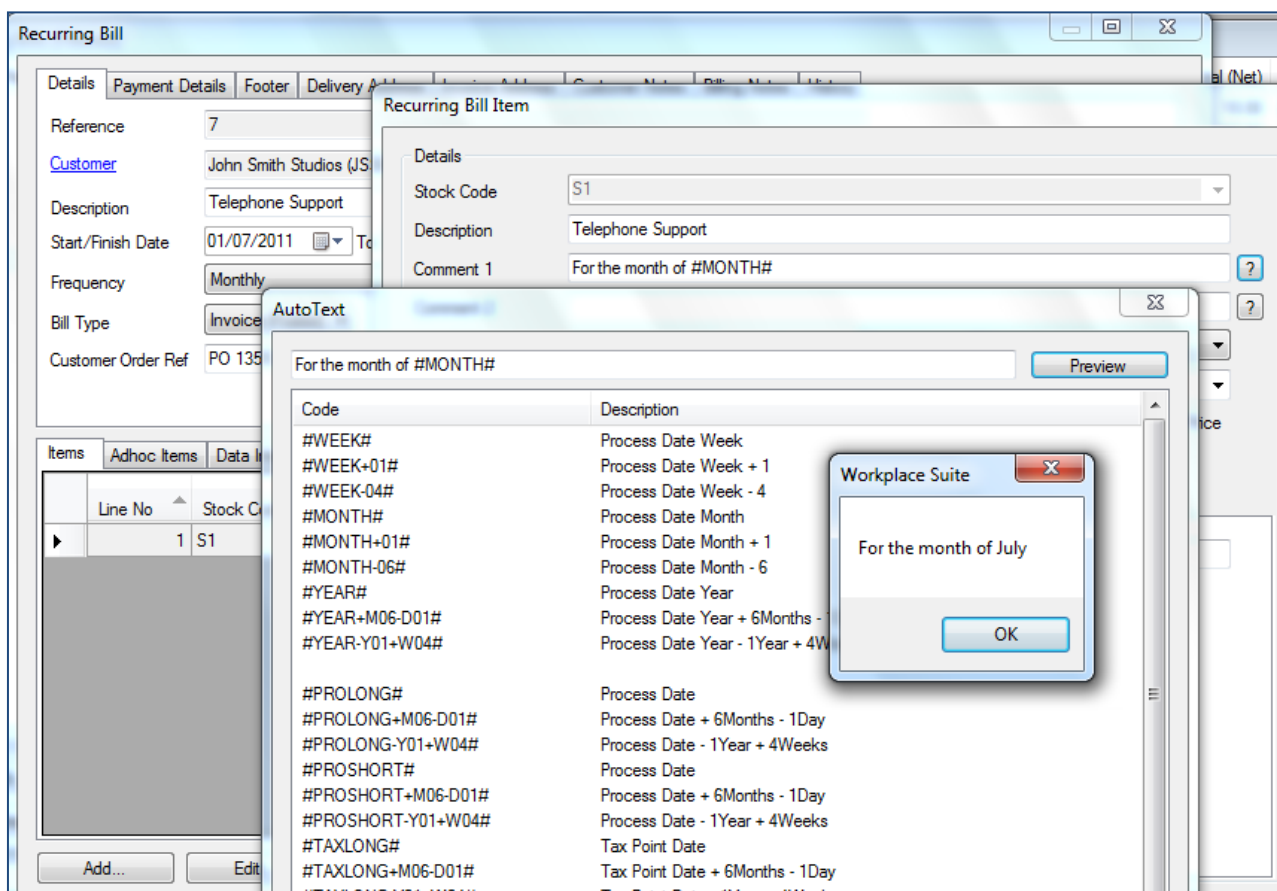 Recurring Bill
Details Payment Details Footer Delivery
al (Net)
Reference 7
Customer John Smith Studios (JS
Description Telephone Support
Start/Finish Date 01/07/2011 To
Frequency Monthly
Bill Type Invoice
Customer Order Ref PO 135
Items Adhoc Items Data I
Line No Stock C
1 S1
Add... Edit
Recurring Bill Item
Details
Stock Code S1
Description Telephone Support
Comment 1 For the month of #MONTH# ?
Comment 2 ?
ice
AutoText
For the month of #MONTH# Preview
Code Description
#WEEK# Process Date Week
#WEEK+01# Process Date Week + 1
#WEEK-04# Process Date Week - 4
#MONTH# Process Date Month
#MONTH+01# Process Date Month + 1
#MONTH-06# Process Date Month - 6
#YEAR# Process Date Year
#YEAR+M06-D01# Process Date Year + 6Months -
#YEAR-Y01+W04# Process Date Year - 1Year + 4W
#PROLONG# Process Date
#PROLONG+M06-D01# Process Date + 6Months - 1Day
#PROLONG-Y01+W04# Process Date - 1Year + 4Weeks
#PROSHORT# Process Date
#PROSHORT+M06-D01# Process Date + 6Months - 1Day
#PROSHORT-Y01+W04# Process Date - 1Year + 4Weeks
#TAXLONG# Tax Point Date
#TAXLONG+M06-D01# Tax Point Date + 6Months - 1Day
Workplace Suite
For the month of July
OK